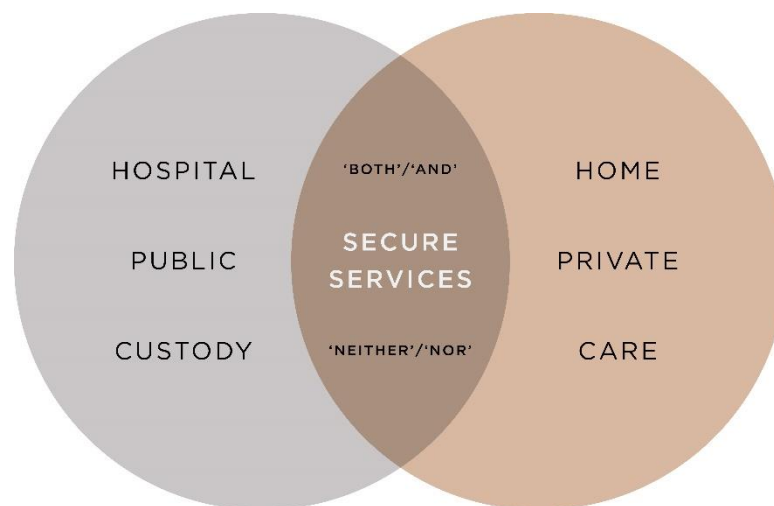 HOSPITAL
PUBLIC
CUSTODY
'BOTH'/'AND'
SECURE
SERVICES
'NEITHER'/'NOR'
HOME
PRIVATE
CARE